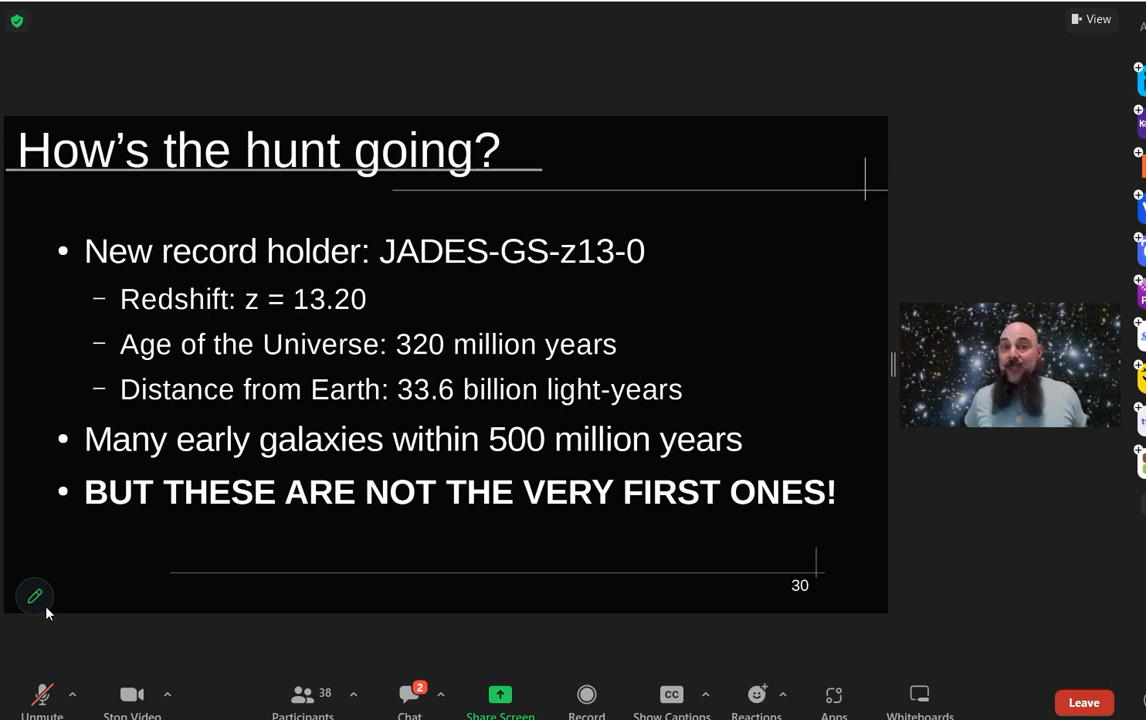 View
How's the hunt going?
• New record holder: JADES-GS-z13-0
– Redshift: z = 13.20
– Age of the Universe: 320 million years
– Distance from Earth: 33.6 billion light-years
• Many early galaxies within 500 million years
• BUT THESE ARE NOT THE VERY FIRST ONES!
30
38
2
CC
Unmute
Stop Video
Participants
Chat
Share Screen
Record
Show Captions
Reactions
Apps
Whiteboards
Leave